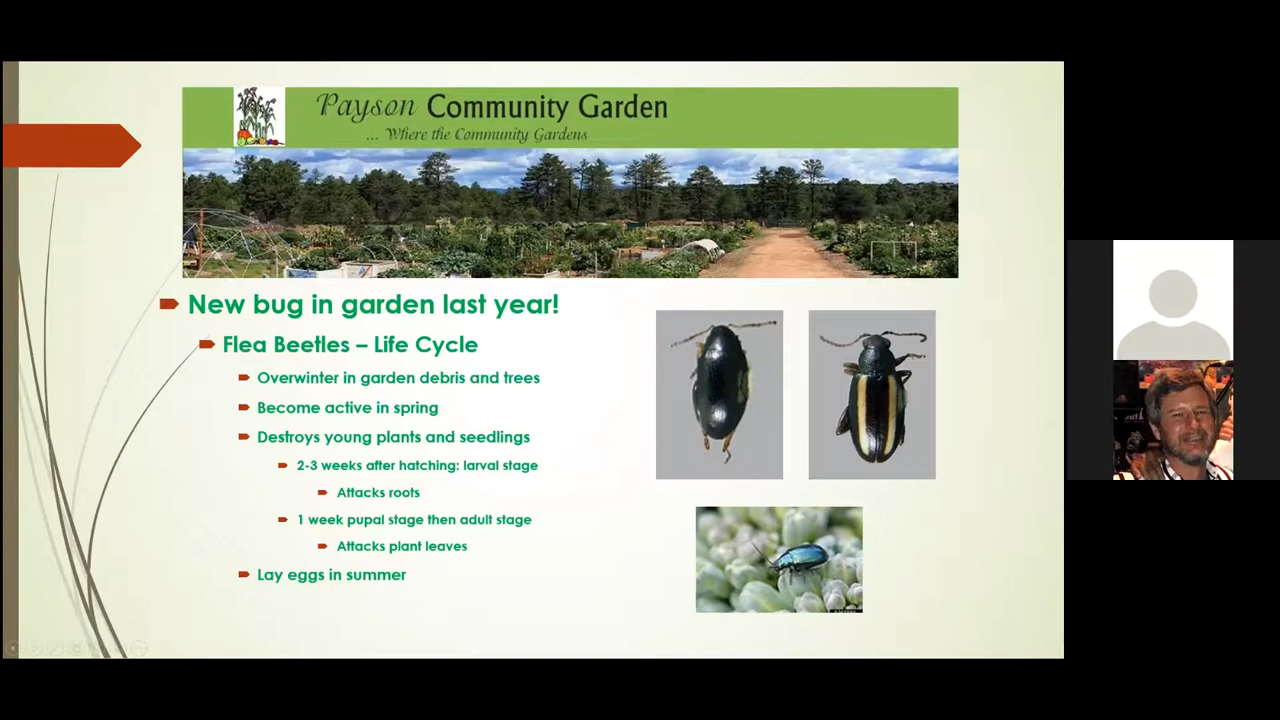 Payson Community Garden
... Where the Community Gardens
New bug in garden last year!
Flea Beetles – Life Cycle
Overwinter in garden debris and trees
Become active in spring
Destroys young plants and seedlings
2-3 weeks after hatching: larval stage
Attacks roots
1 week pupal stage then adult stage
Attacks plant leaves
Lay eggs in summer